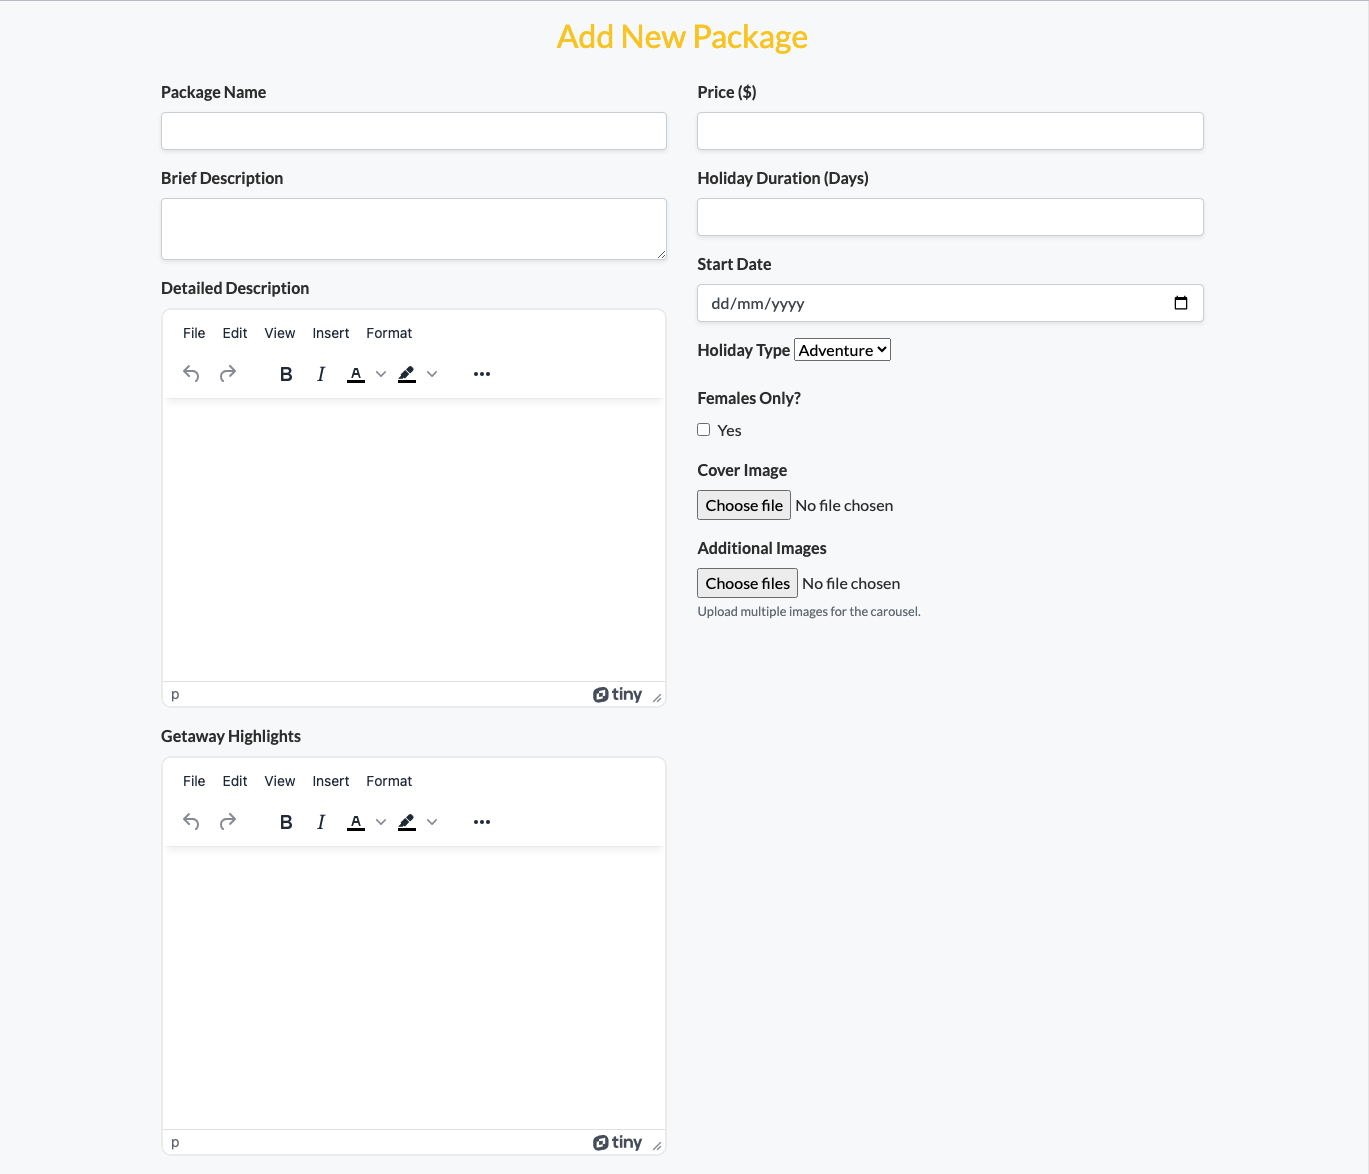 Add New Package
Package Name
Brief Description
Detailed Description
File Edit View Insert Format
B I A
p tiny
Getaway Highlights
File Edit View Insert Format
B I A
p tiny
Price ($)
Holiday Duration (Days)
Start Date
dd/mm/yyyy
Holiday Type Adventure
Females Only?
Yes
Cover Image
Choose file No file chosen
Additional Images
Choose files No file chosen
Upload multiple images for the carousel.